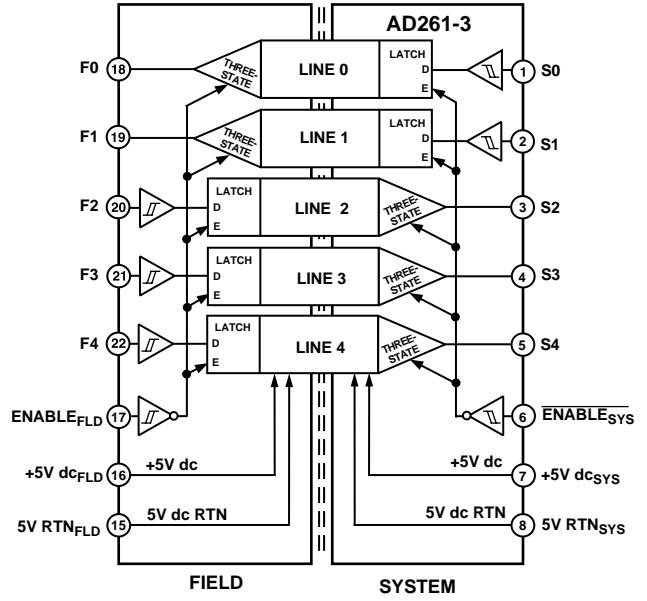 AD261-3
F0 18 THREE-STATE LINE 0 LATCH D E 1 S0
F1 19 THREE-STATE LINE 1 LATCH D E 2 S1
F2 20 LATCH D E LINE 2 THREE-STATE 3 S2
F3 21 LATCH D E LINE 3 THREE-STATE 4 S3
F4 22 LATCH D E LINE 4 THREE-STATE 5 S4
ENABLEFLD 17 6 ENABLESYS
+5V dcFLD 16 +5V dc +5V dc 7 +5V dcSYS
5V RTNFLD 15 5V dc RTN 5V dc RTN 8 5V RTNSYS
FIELD SYSTEM